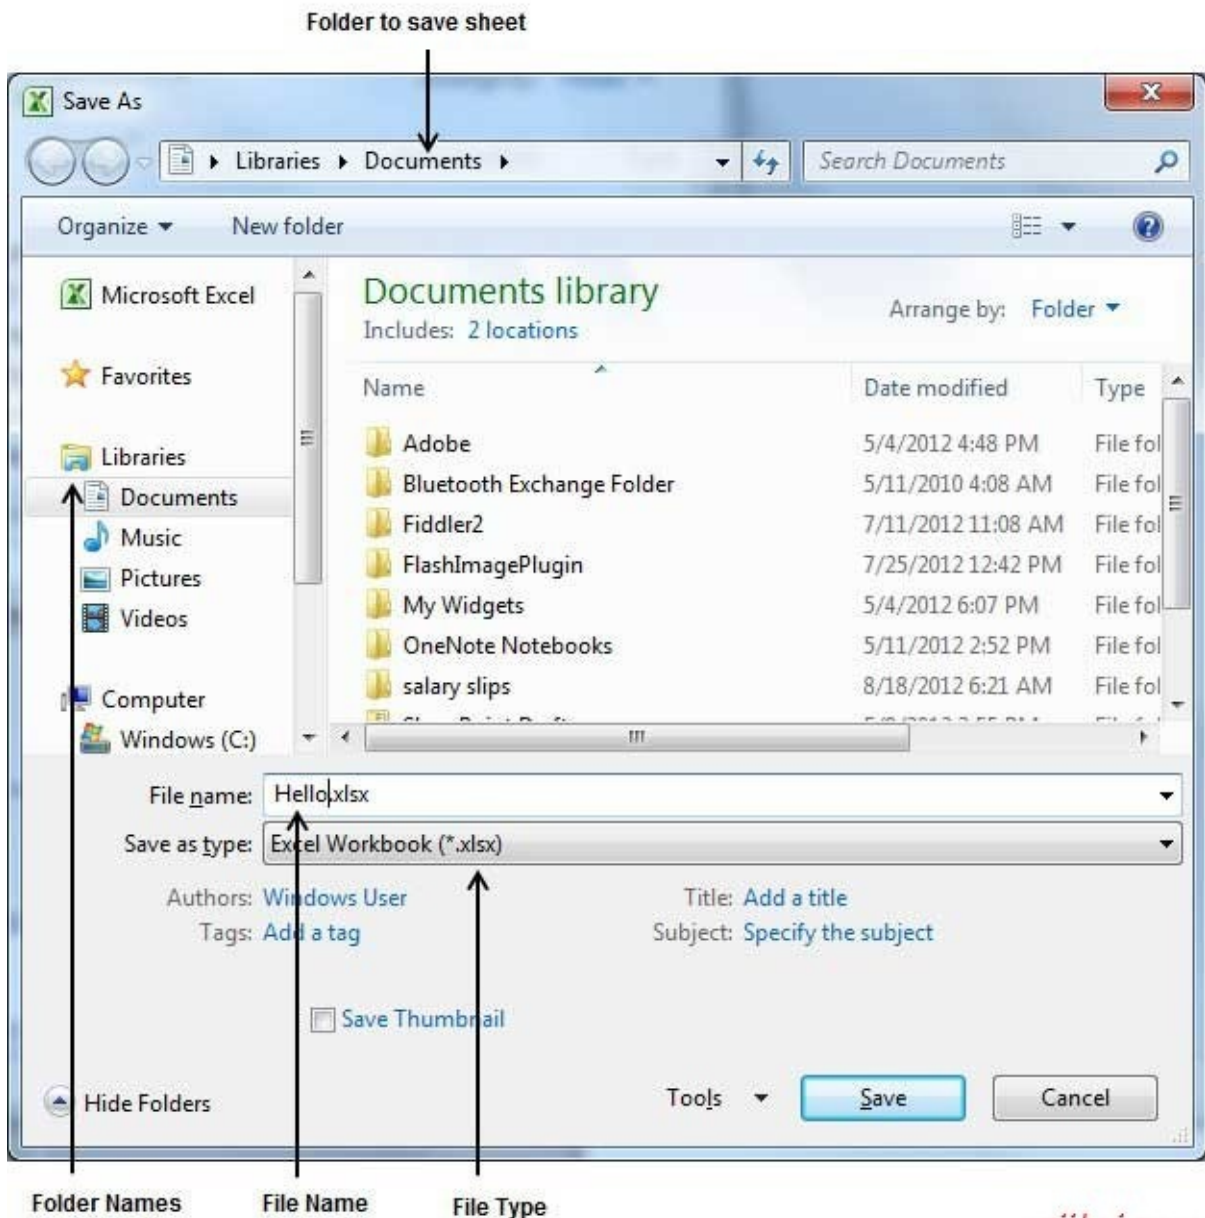 Folder to save sheet
Save As
Libraries Documents
Search Documents
Organize New folder
Microsoft Excel
Favorites
Libraries
Documents
Music
Pictures
Videos
Computer
Windows (C:)
Documents library
Includes: 2 locations
Arrange by: Folder
Name Date modified Type
Adobe 5/4/2012 4:48 PM File fol
Bluetooth Exchange Folder 5/11/2010 4:08 AM File fol
Fiddler2 7/11/2012 11:08 AM File fol
FlashImagePlugin 7/25/2012 12:42 PM File fol
My Widgets 5/4/2012 6:07 PM File fol
OneNote Notebooks 5/11/2012 2:52 PM File fol
salary slips 8/18/2012 6:21 AM File fol
File name: Hello.xlsx
Save as type: Excel Workbook (*.xlsx)
Authors: Windows User Title: Add a title
Tags: Add a tag Subject: Specify the subject
Save Thumbnail
Hide Folders Tools Save Cancel
Folder Names File Name File Type